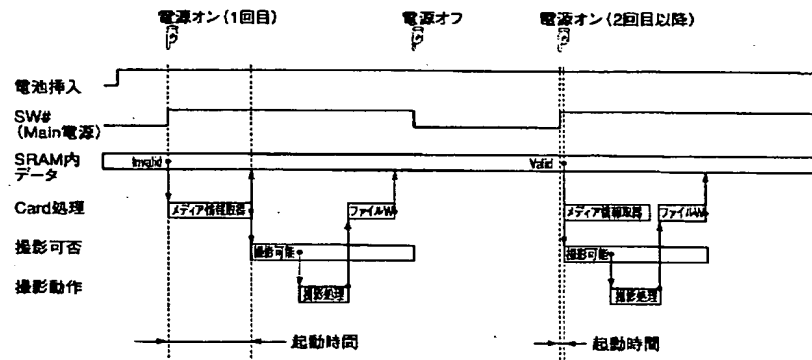 電源オン(1回目)
電源オフ
電源オン(2回目以降)
電池挿入
SW#
(Main電源)
SRAM内
データ
Invalid
Valid
Card処理
メディア情報取得
ファイルW
メディア情報取得
ファイルW
撮影可否
撮影可能
撮影可能
撮影動作
撮影処理
撮影処理
起動時間
起動時間